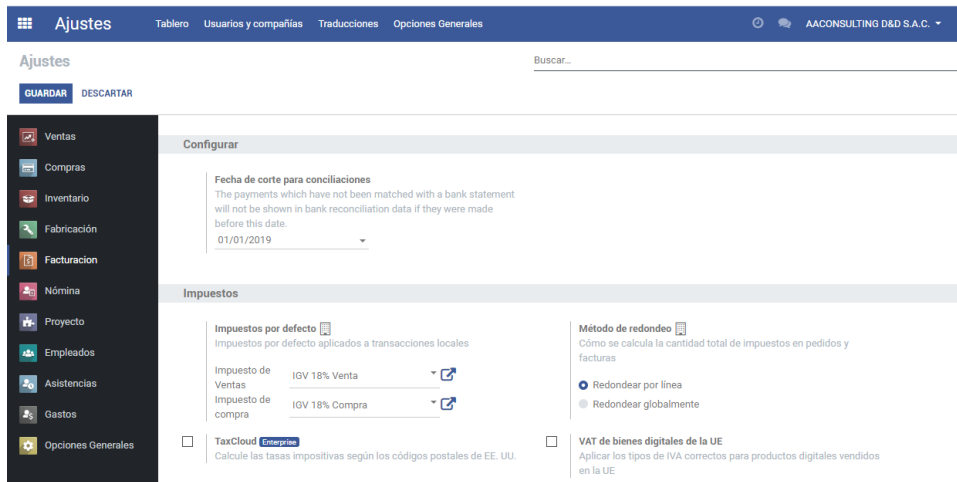 Ajustes Tablero Usuarios y compañías Traducciones Opciones Generales AACONSULTING D&D S.A.C.
Ajustes Buscar...
GUARDAR DESCARTAR
Ventas
Compras
Inventario
Fabricación
Facturacion
Nómina
Proyecto
Empleados
Asistencias
Gastos
Opciones Generales
Configurar
Fecha de corte para conciliaciones
The payments which have not been matched with a bank statement
will not be shown in bank reconciliation data if they were made
before this date.
01/01/2019
Impuestos
Impuestos por defecto
Impuestos por defecto aplicados a transacciones locales
Impuesto de
Ventas
IGV 18% Venta
Impuesto de
compra
IGV 18% Compra
Método de redondeo
Cómo se calcula la cantidad total de impuestos en pedidos y
facturas
Redondear por línea
Redondear globalmente
TaxCloud Enterprise
Calcule las tasas impositivas según los códigos postales de EE. UU.
VAT de bienes digitales de la UE
Aplicar los tipos de IVA correctos para productos digitales vendidos
en la UE